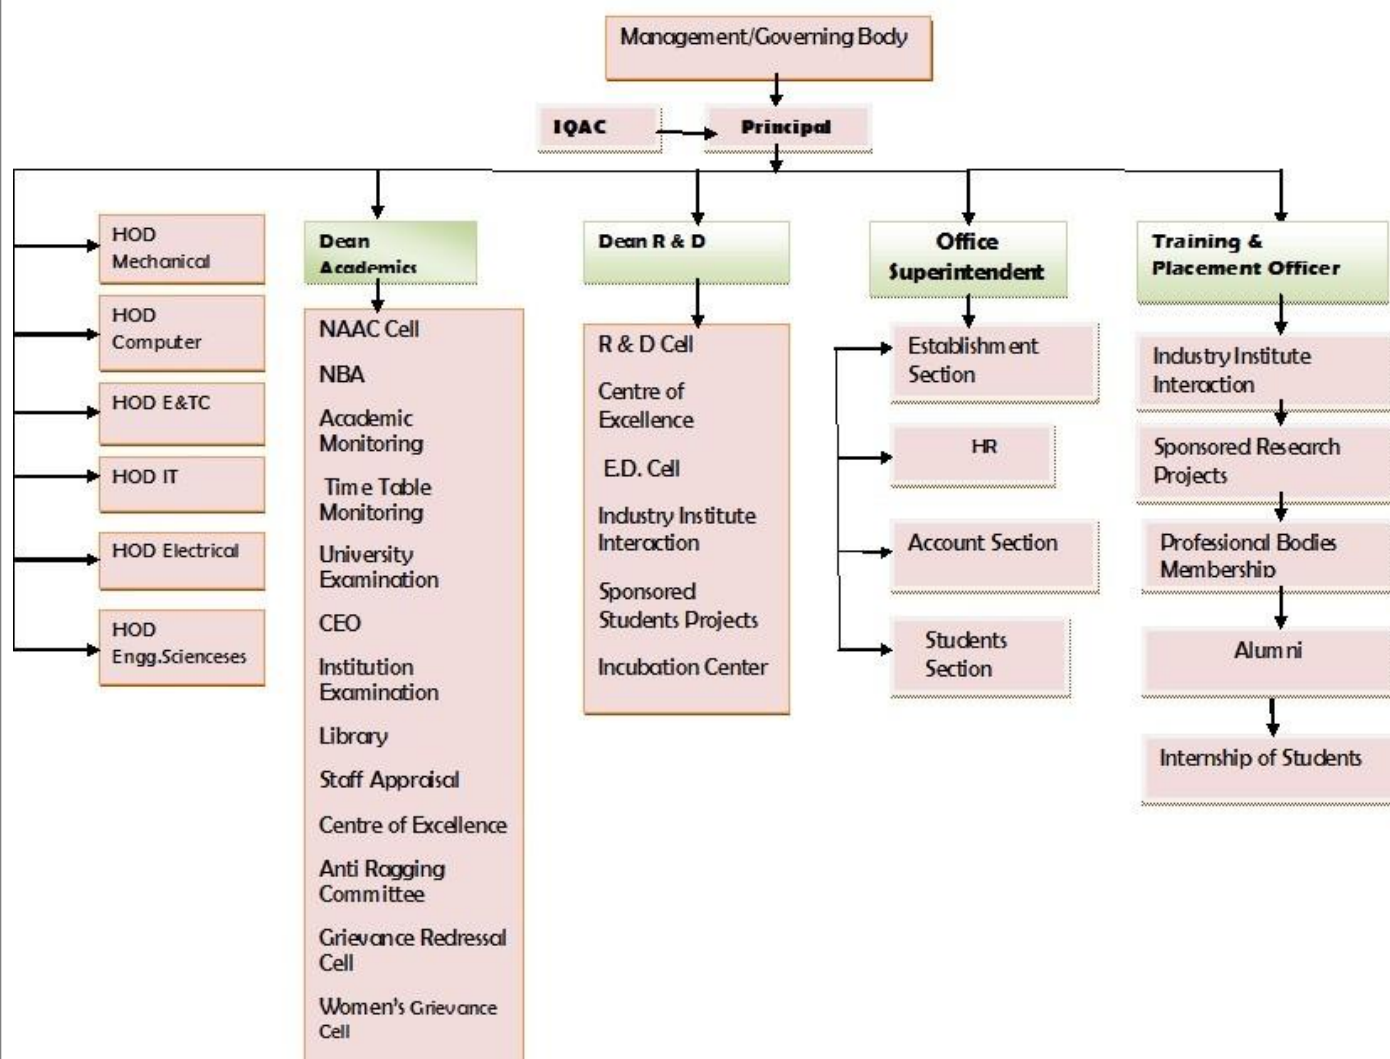 Management/Governing Body
IQAC
Principal
HOD
Mechanical
HOD
Computer
HOD E&TC
HOD IT
HOD Electrical
HOD
Engg.Scienceses
Dean
Academics
NAAC Cell
NBA
Academic
Monitoring
Time Table
Monitoring
University
Examination
CEO
Institution
Examination
Library
Staff Appraisal
Centre of Excellence
Anti Ragging
Committee
Grievance Redressal
Cell
Women's Grievance
Cell
Dean R & D
R & D Cell
Centre of
Excellence
E.D. Cell
Industry Institute
Interaction
Sponsored
Students Projects
Incubation Center
Office
Superintendent
Establishment
Section
HR
Account Section
Students
Section
Training &
Placement Officer
Industry Institute
Interaction
Sponsored Research
Projects
Professional Bodies
Membership
Alumni
Internship of Students